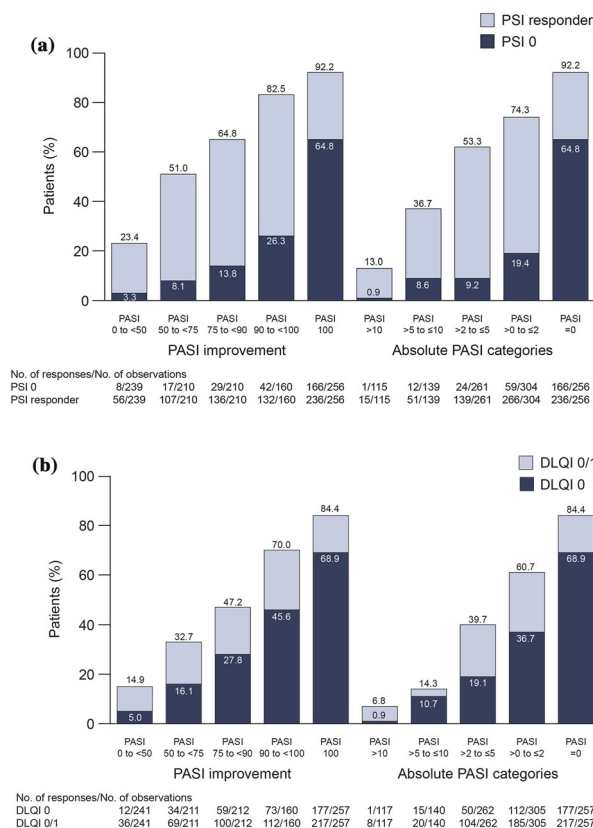 PSI responder
(a)
PSI 0
100
92.2
92.2
82.5
80
74.3
64.8
60
53.3
51.0
Patients (%)
64.8
64.8
40
36.7
23.4
20
26.3
19.4
13.0
13.8
8.1
8.6
9.2
3.3
0.9
0
PASI PASI PASI PASI PASI PASI PASI PASI PASI PASI
0 to <50 50 to <75 75 to <90 90 to <100 100 >10 >5 to ≤10 >2 to ≤5 >0 to ≤2 =0
PASI improvement Absolute PASI categories
No. of responses/No. of observations
PSI 0 8/239 17/210 29/210 42/160 166/256 1/115 12/139 24/261 59/304 166/256
PSI responder 56/239 107/210 136/210 132/160 236/256 15/115 51/139 139/261 266/304 236/256
(b)
DLQI 0/1
DLQI 0
100
84.4
84.4
80
70.0
60.7
60
47.2
68.9
68.9
Patients (%)
40
39.7
32.7
45.6
36.7
27.8
20
14.9
14.3
19.1
16.1
10.7
6.8
5.0
0.9
0
PASI PASI PASI PASI PASI PASI PASI PASI PASI PASI
0 to <50 50 to <75 75 to <90 90 to <100 100 >10 >5 to ≤10 >2 to ≤5 >0 to ≤2 =0
PASI improvement Absolute PASI categories
No. of responses/No. of observations
DLQI 0 12/241 34/211 59/212 73/160 177/257 1/117 15/140 50/262 112/305 177/257
DLQI 0/1 36/241 69/211 100/212 112/160 217/257 8/117 20/140 104/262 185/305 217/257